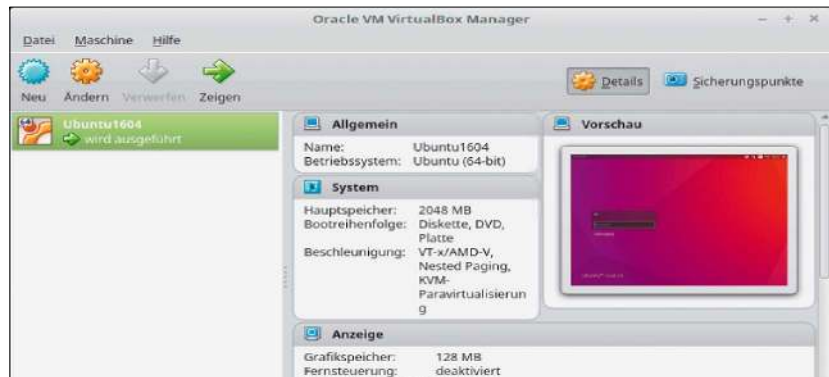 Oracle VM VirtualBox Manager
Datei Maschine Hilfe
Neu Ändern Verwerfen Zeigen
Details Sicherungspunkte
Ubuntu1604
wird ausgeführt
Allgemein
Name: Ubuntu1604
Betriebssystem: Ubuntu (64-bit)
System
Hauptspeicher: 2048 MB
Bootreihenfolge: Diskette, DVD,
Platte
Beschleunigung: VT-x/AMD-V,
Nested Paging,
KVM-
Paravirtualisierun
g
Anzeige
Grafikspeicher: 128 MB
Fernsteuerung: deaktiviert
Vorschau